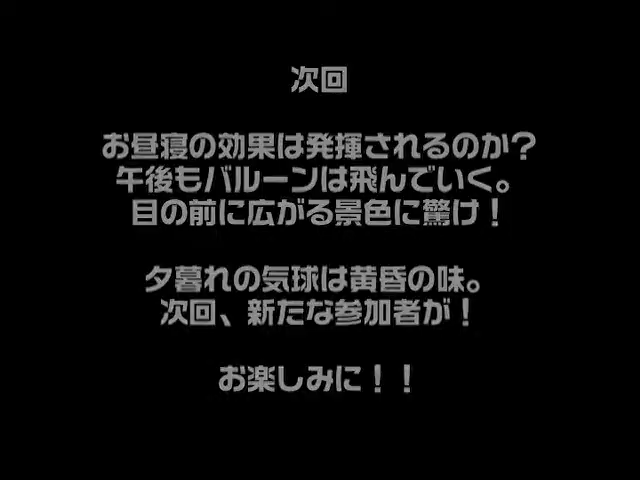 次回
お昼寝の効果は発揮されるのか？
午後もバルーンは飛んでいく。
目の前に広がる景色に驚け！
夕暮れの気球は黄昏の味。
次回、新たな参加者が！
お楽しみに！！